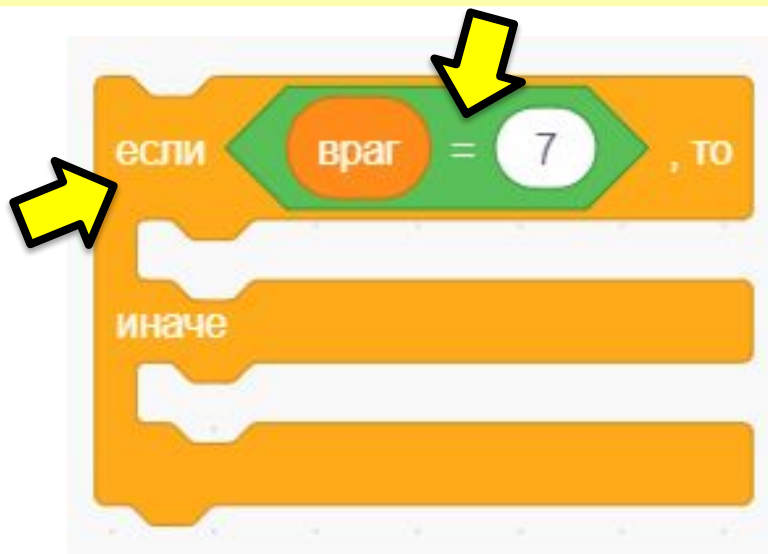 если враг = 7 , то
иначе